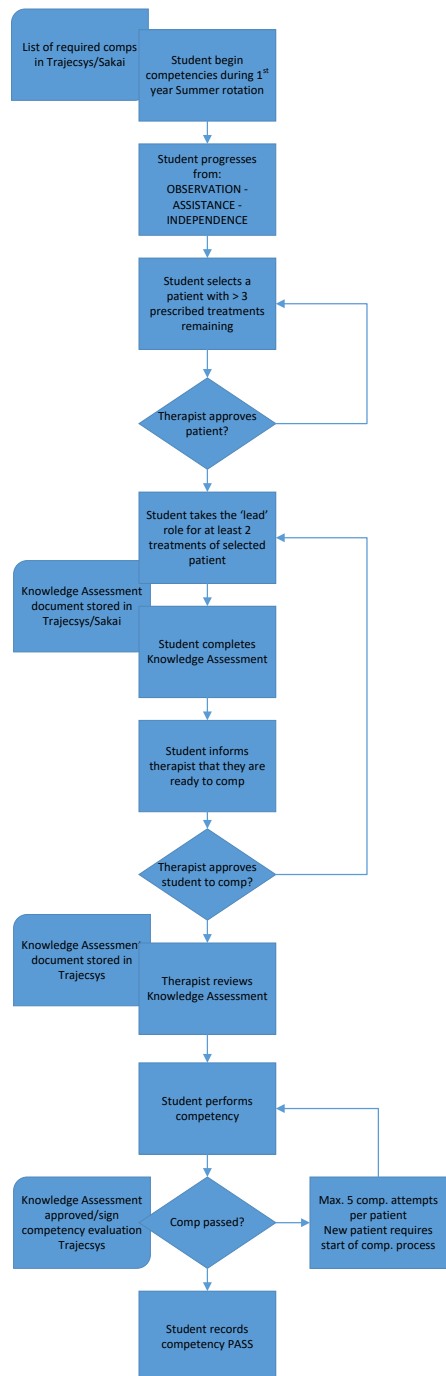 List of required comps
in Trajecsys/Sakai
Student begin
competencies during 1st
year Summer rotation
Student progresses
from:
OBSERVATION -
ASSISTANCE -
INDEPENDENCE
Student selects a
patient with > 3
prescribed treatments
remaining
Therapist approves
patient?
Student takes the ‘lead’
role for at least 2
treatments of selected
patient
Knowledge Assessment
document stored in
Trajecsys/Sakai
Student completes
Knowledge Assessment
Student informs
therapist that they are
ready to comp
Therapist approves
student to comp?
Knowledge Assessment
document stored in
Trajecsys
Therapist reviews
Knowledge Assessment
Student performs
competency
Knowledge Assessment
approved/sign
competency evaluation
Trajecsys
Comp passed?
Max. 5 comp. attempts
per patient
New patient requires
start of comp. process
Student records
competency PASS